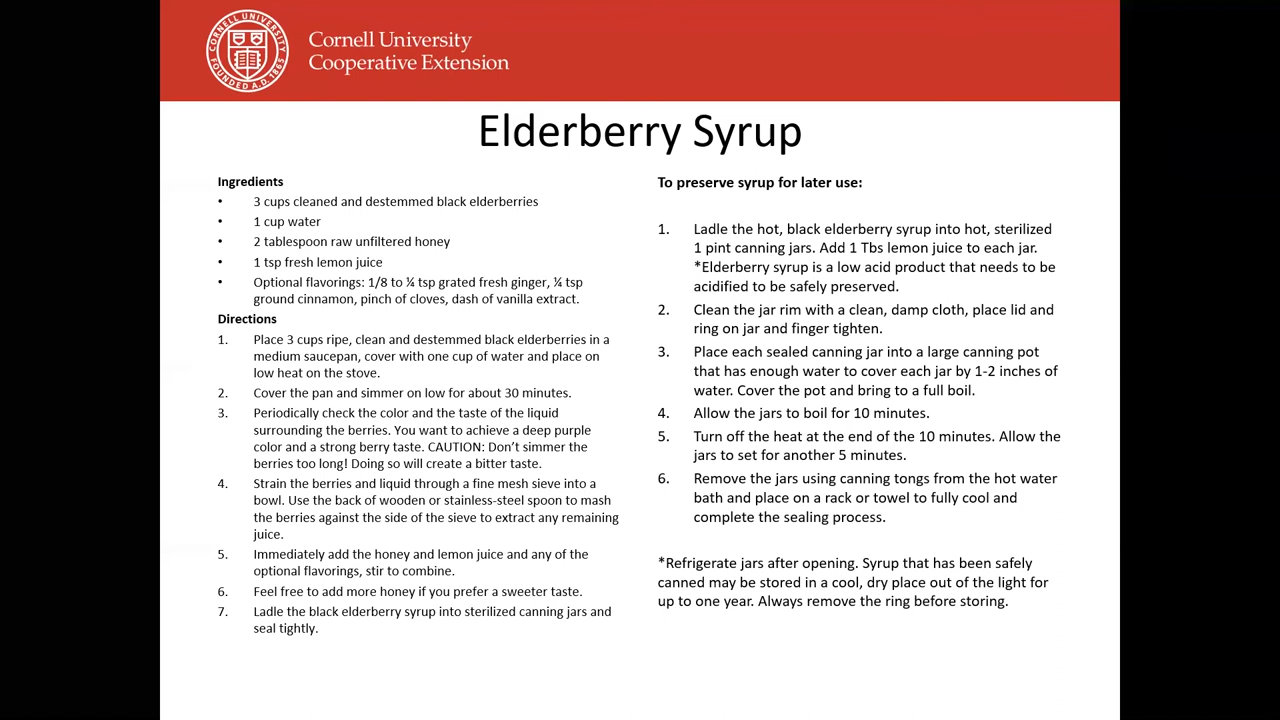 CORNELL UNIVERSITY
FOUNDED A.D. 1865
Cornell University
Cooperative Extension
Elderberry Syrup
Ingredients
• 3 cups cleaned and destemmed black elderberries
• 1 cup water
• 2 tablespoon raw unfiltered honey
• 1 tsp fresh lemon juice
• Optional flavorings: 1/8 to ¼ tsp grated fresh ginger, ¼ tsp
ground cinnamon, pinch of cloves, dash of vanilla extract.
Directions
1. Place 3 cups ripe, clean and destemmed black elderberries in a
medium saucepan, cover with one cup of water and place on
low heat on the stove.
2. Cover the pan and simmer on low for about 30 minutes.
3. Periodically check the color and the taste of the liquid
surrounding the berries. You want to achieve a deep purple
color and a strong berry taste. CAUTION: Don’t simmer the
berries too long! Doing so will create a bitter taste.
4. Strain the berries and liquid through a fine mesh sieve into a
bowl. Use the back of wooden or stainless-steel spoon to mash
the berries against the side of the sieve to extract any remaining
juice.
5. Immediately add the honey and lemon juice and any of the
optional flavorings, stir to combine.
6. Feel free to add more honey if you prefer a sweeter taste.
7. Ladle the black elderberry syrup into sterilized canning jars and
seal tightly.
To preserve syrup for later use:
1. Ladle the hot, black elderberry syrup into hot, sterilized
1 pint canning jars. Add 1 Tbs lemon juice to each jar.
*Elderberry syrup is a low acid product that needs to be
acidified to be safely preserved.
2. Clean the jar rim with a clean, damp cloth, place lid and
ring on jar and finger tighten.
3. Place each sealed canning jar into a large canning pot
that has enough water to cover each jar by 1-2 inches of
water. Cover the pot and bring to a full boil.
4. Allow the jars to boil for 10 minutes.
5. Turn off the heat at the end of the 10 minutes. Allow the
jars to set for another 5 minutes.
6. Remove the jars using canning tongs from the hot water
bath and place on a rack or towel to fully cool and
complete the sealing process.
*Refrigerate jars after opening. Syrup that has been safely
canned may be stored in a cool, dry place out of the light for
up to one year. Always remove the ring before storing.